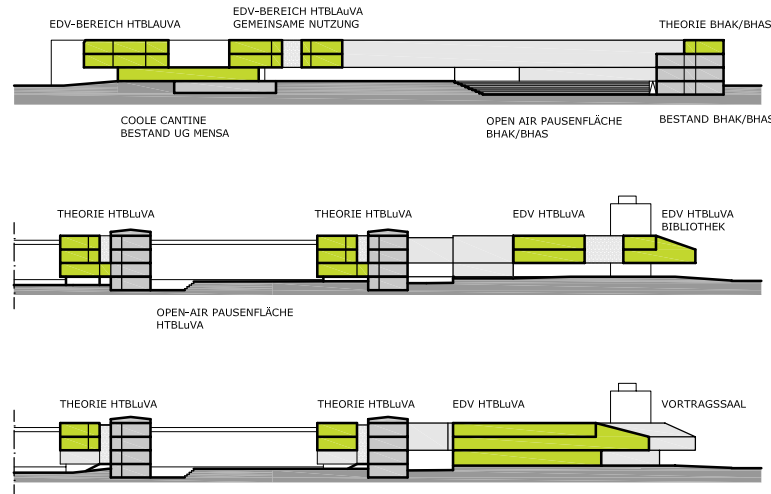 EDV-BEREICH HTBLAUVA
EDV-BEREICH HTBLAuVA
GEMEINSAME NUTZUNG
THEORIE BHAK/BHAS
COOLE CANTINE
BESTAND UG MENSA
OPEN AIR PAUSENFLÄCHE
BHAK/BHAS
BESTAND BHAK/BHAS
THEORIE HTBLuVA
THEORIE HTBLuVA
EDV HTBLuVA
EDV HTBLuVA
BIBLIOTHEK
OPEN-AIR PAUSENFLÄCHE
HTBLuVA
THEORIE HTBLuVA
THEORIE HTBLuVA
EDV HTBLuVA
VORTRAGSSAAL